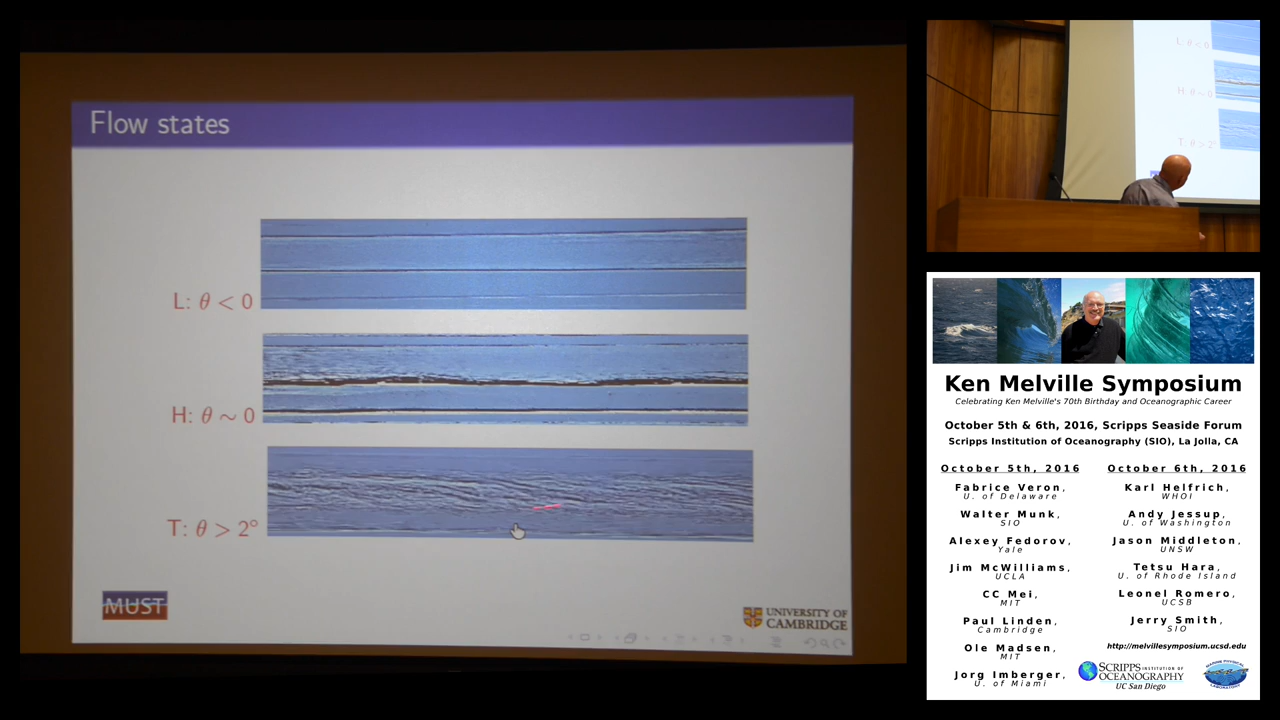 Flow states
L: θ < 0
H: θ ∼ 0
T: θ > 2°
MUST
UNIVERSITY OF
CAMBRIDGE
L: θ < 0
H: θ ∼ 0
T: θ > 2°
Ken Melville Symposium
Celebrating Ken Melville's 70th Birthday and Oceanographic Career
October 5th & 6th, 2016, Scripps Seaside Forum
Scripps Institution of Oceanography (SIO), La Jolla, CA
October 5th, 2016
Fabrice Veron,
U. of Delaware
Walter Munk,
SIO
Alexey Fedorov,
Yale
Jim McWilliams,
UCLA
CC Mei,
MIT
Paul Linden,
Cambridge
Ole Madsen,
MIT
Jorg Imberger,
U. of Miami
October 6th, 2016
Karl Helfrich,
WHOI
Andy Jessup,
U. of Washington
Jason Middleton,
UNSW
Tetsu Hara,
U. of Rhode Island
Leonel Romero,
UCSB
Jerry Smith,
SIO
http://melvillesymposium.ucsd.edu
SCRIPPS INSTITUTION OF
OCEANOGRAPHY
UC San Diego